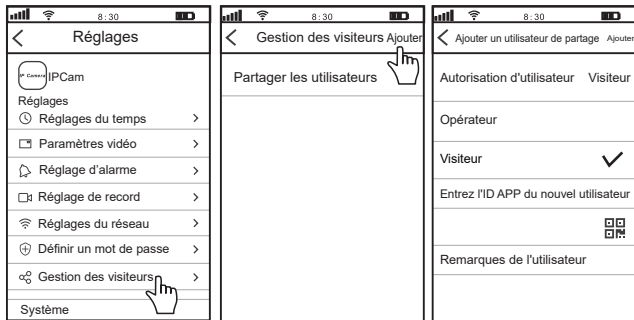 8:30
Réglages
IP Camera
IPCam
Réglages
Réglages du temps
Paramètres vidéo
Réglage d'alarme
Réglage de record
Réglages du réseau
Définir un mot de passe
Gestion des visiteurs
Système
8:30
Gestion des visiteurs Ajouter
Partager les utilisateurs
8:30
Ajouter un utilisateur de partage Ajouter
Autorisation d'utilisateur Visiteur
Opérateur
Visiteur
Entrez l'ID APP du nouvel utilisateur
Remarques de l'utilisateur